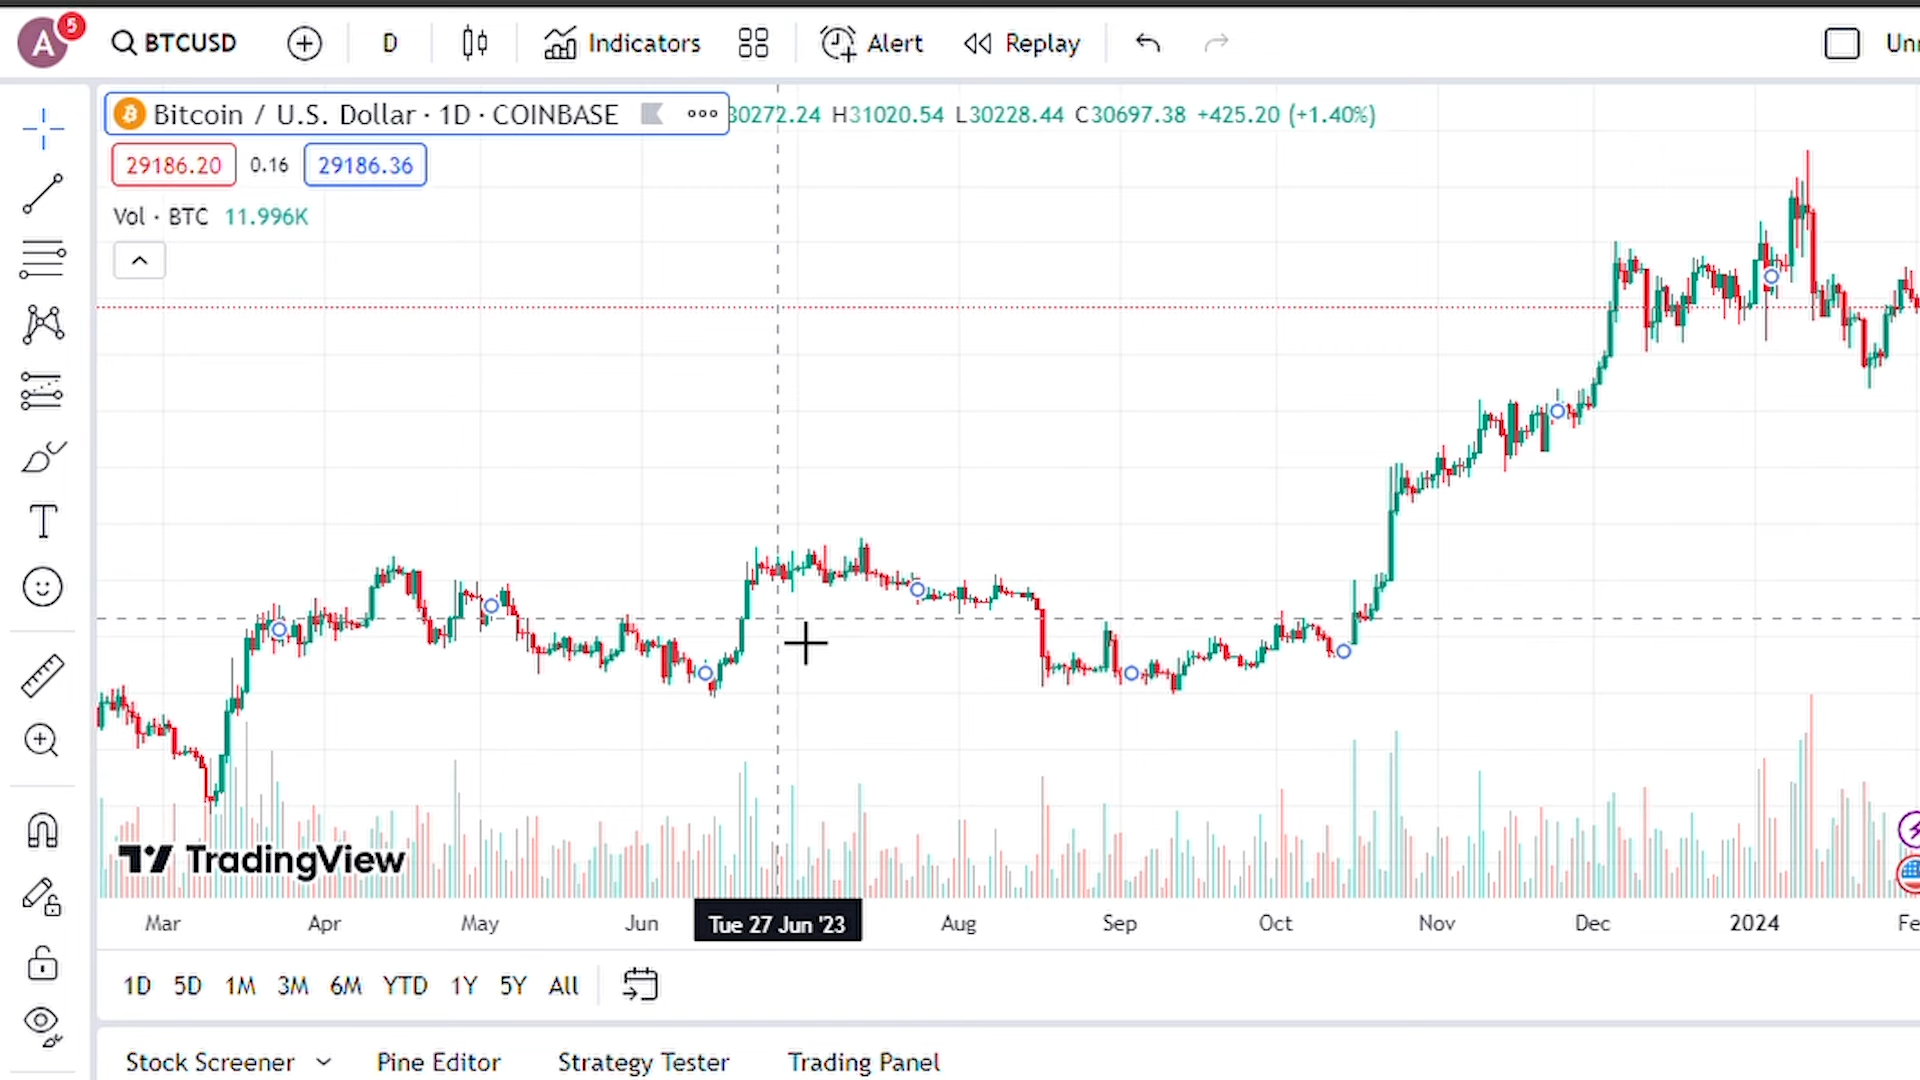 A 5 BTCUSD D Indicators Alert Replay
Bitcoin / U.S. Dollar · 1D · COINBASE 30272.24 H31020.54 L30228.44 C30697.38 +425.20 (+1.40%)
29186.20 0.16 29186.36
Vol · BTC 11.996K
TradingView
Mar Apr May Jun Tue 27 Jun '23 Aug Sep Oct Nov Dec 2024
1D 5D 1M 3M 6M YTD 1Y 5Y All
Stock Screener Pine Editor Strategy Tester Trading Panel